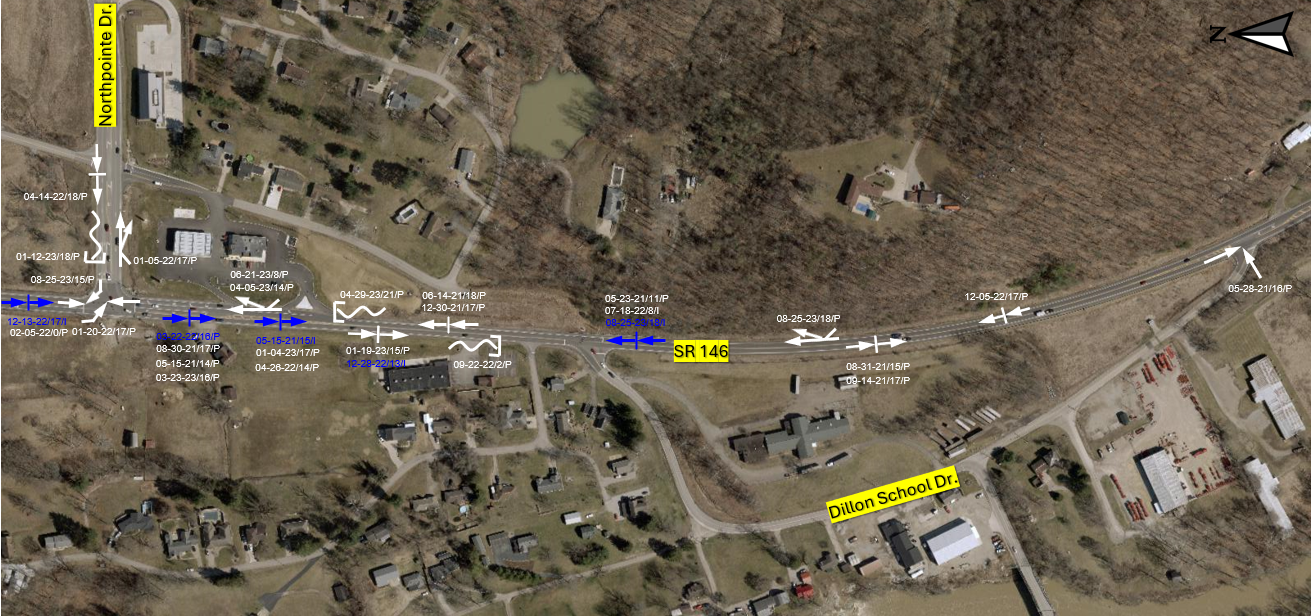 Northpointe Dr.
N
04-14-22/18/P
01-12-23/18/P
01-05-22/17/P
08-25-23/15/P
12-13-22/17/I
02-05-22/0/P
01-20-22/17/P
06-21-23/8/P
04-05-23/14/P
08-30-21/17/P
05-15-21/14/P
03-23-23/16/P
05-15-21/15/I
01-04-23/17/P
04-26-22/14/P
04-29-23/21/P
01-19-23/15/P
12-29-22/13/I
06-14-21/18/P
12-30-21/17/P
09-22-22/2/P
05-23-21/11/P
07-18-22/8/I
08-25-23/18/I
SR 146
08-25-23/18/P
08-31-21/15/P
09-14-21/17/P
12-05-22/17/P
05-28-21/16/P
Dillon School Dr.